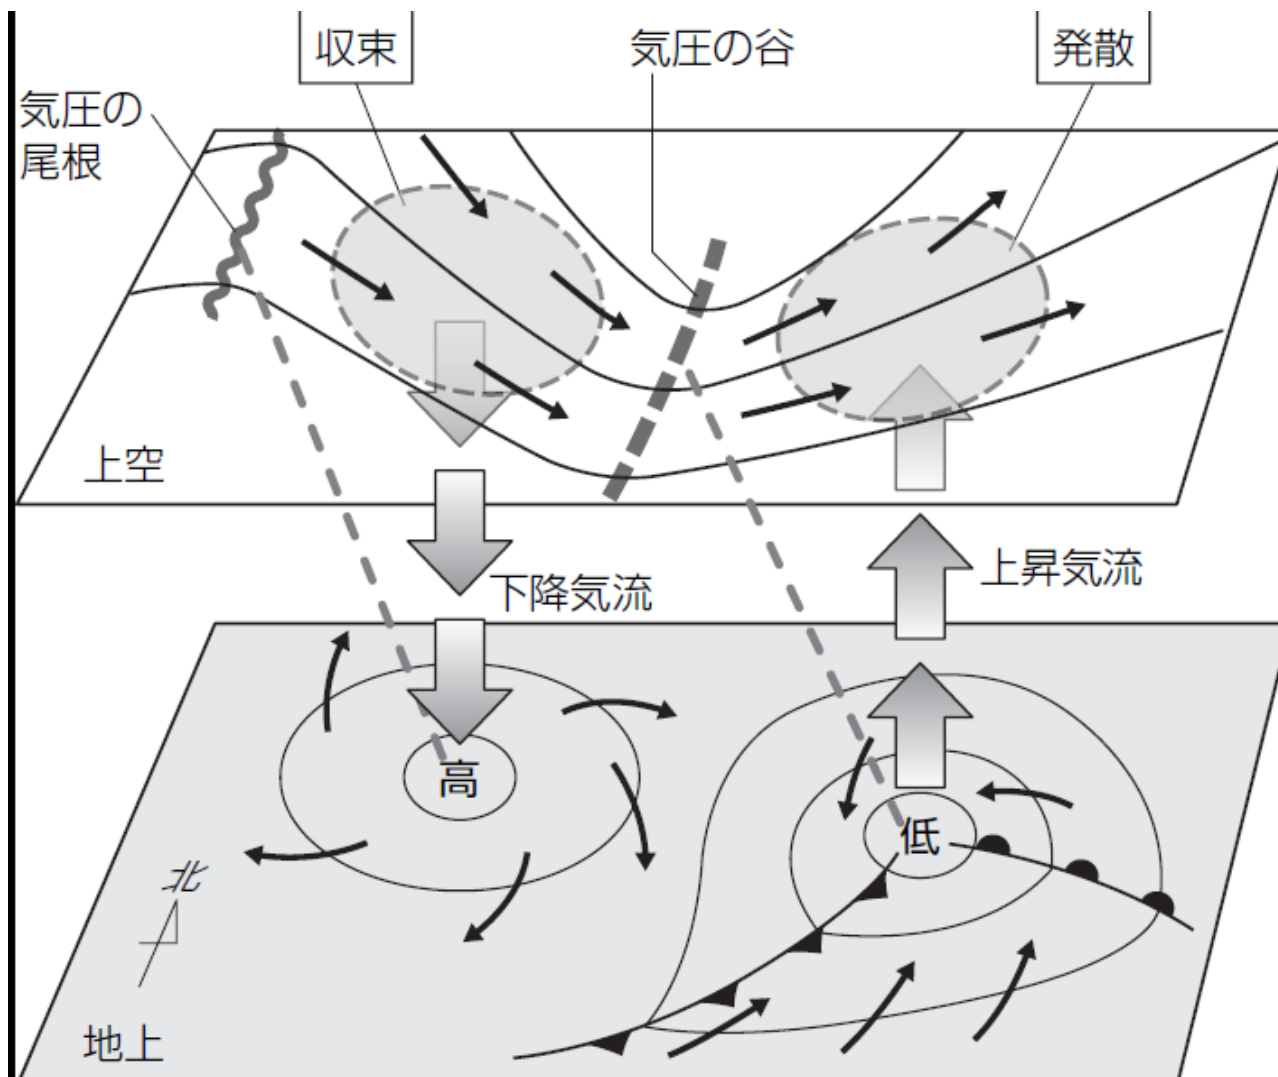 収束
気圧の谷
発散
気圧の
尾根
上空
下降気流
上昇気流
高
低
北
地上